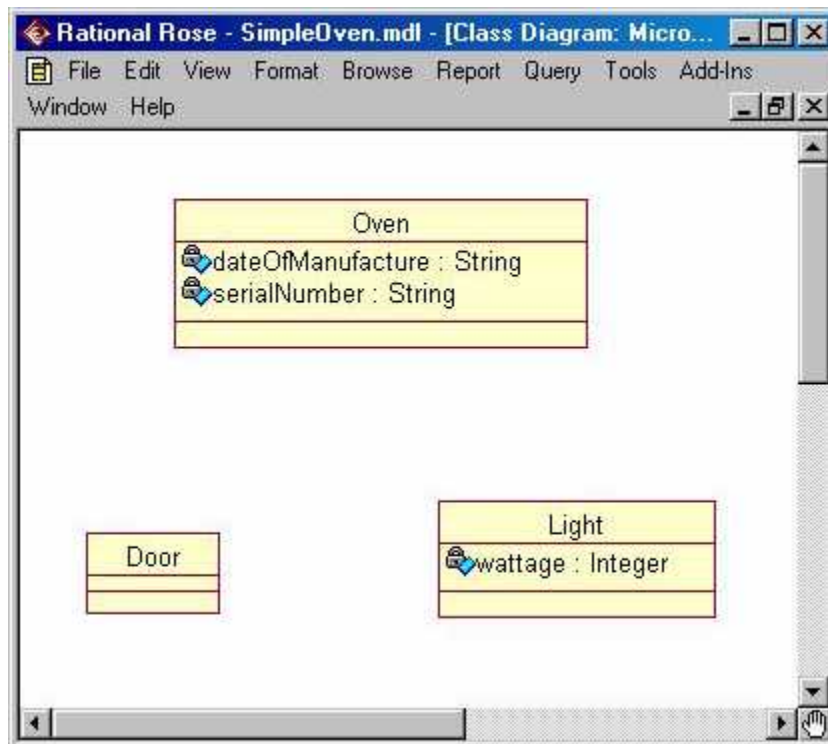 Rational Rose - SimpleOven.mdl - [Class Diagram: Micro...
File Edit View Format Browse Report Query Tools Add-Ins
Window Help
Oven
dateOfManufacture : String
serialNumber : String
Door
Light
wattage : Integer